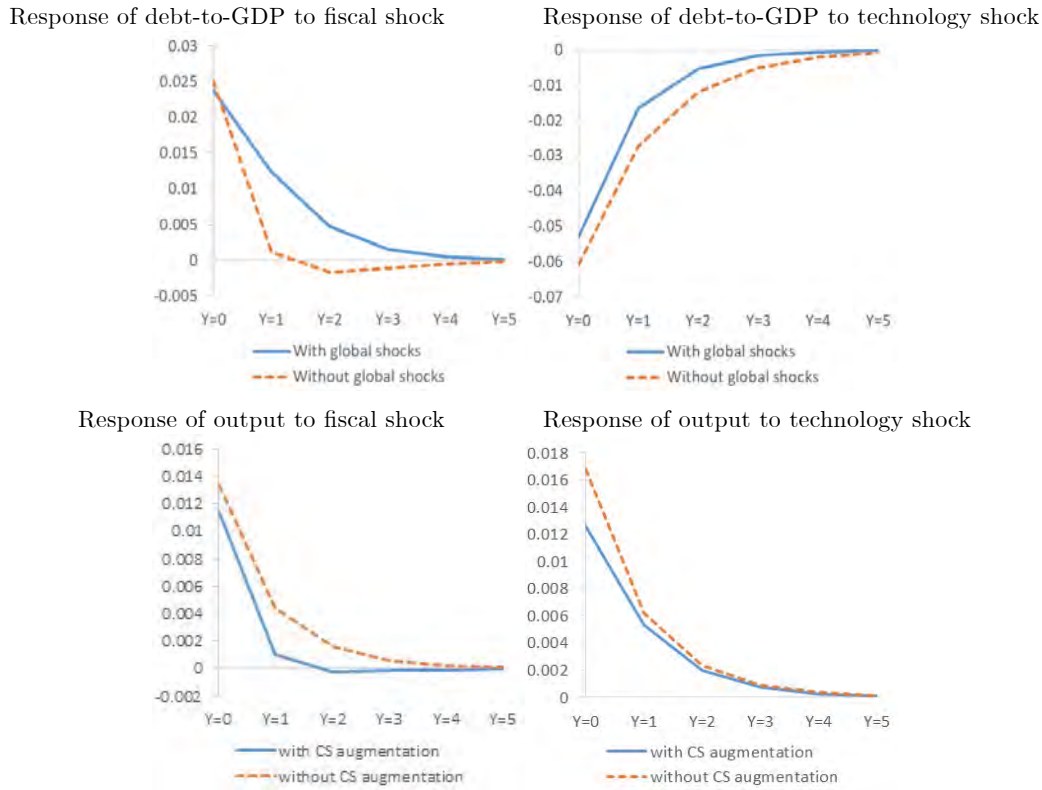 Response of debt-to-GDP to fiscal shock
0.03
0.025
0.02
0.015
0.01
0.005
0
-0.005
Y=0 Y=1 Y=2 Y=3 Y=4 Y=5
With global shocks
Without global shocks
Response of debt-to-GDP to technology shock
0
-0.01
-0.02
-0.03
-0.04
-0.05
-0.06
-0.07
Y=0 Y=1 Y=2 Y=3 Y=4 Y=5
With global shocks
Without global shocks
Response of output to fiscal shock
0.016
0.014
0.012
0.01
0.008
0.006
0.004
0.002
0
-0.002
Y=0 Y=1 Y=2 Y=3 Y=4 Y=5
with CS augmentation
without CS augmentation
Response of output to technology shock
0.018
0.016
0.014
0.012
0.01
0.008
0.006
0.004
0.002
0
Y=0 Y=1 Y=2 Y=3 Y=4 Y=5
with CS augmentation
without CS augmentation